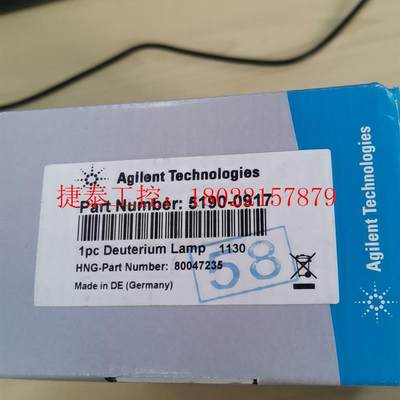 Agilent Technologies
捷泰工控 18022157879
Part Number: 5190-0917
1pc Deuterium Lamp 1130
HNG-Part Number: 80047235
Made in DE (Germany)
58
Agilent Technologies